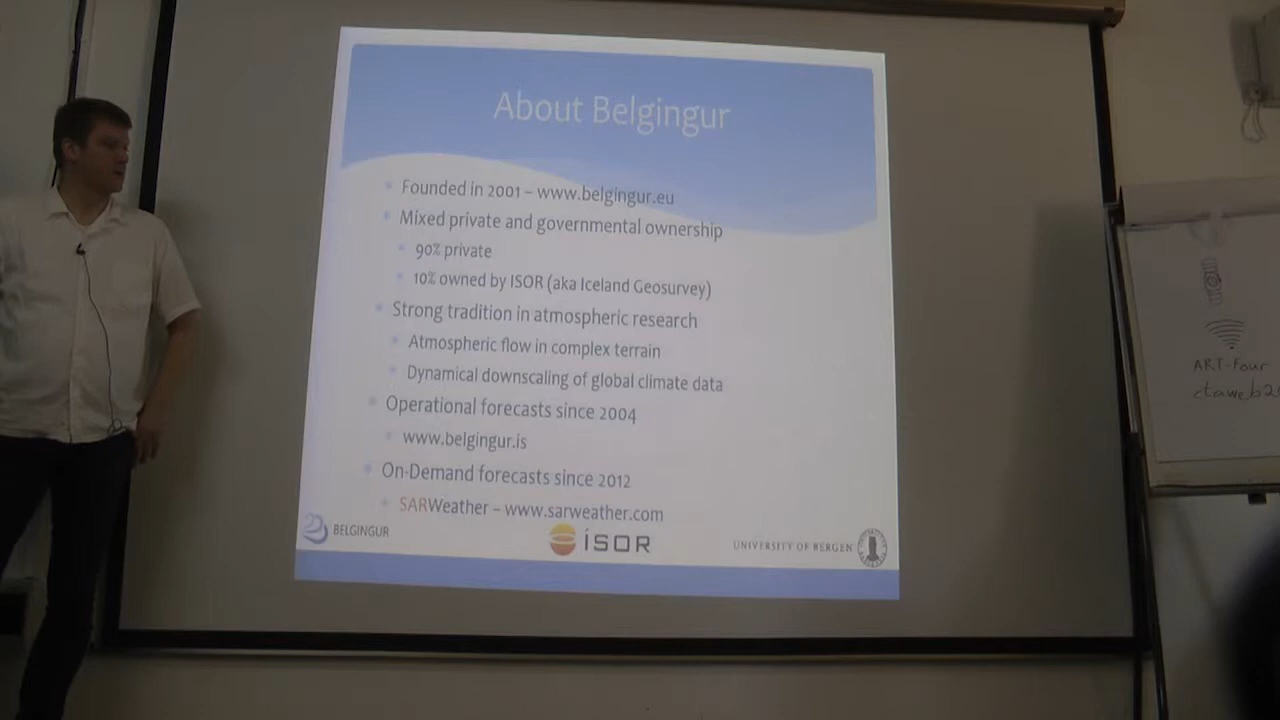 About Belgingur
Founded in 2001 – www.belgingur.eu
Mixed private and governmental ownership
90% private
10% owned by ISOR (aka Iceland Geosurvey)
Strong tradition in atmospheric research
Atmospheric flow in complex terrain
Dynamical downscaling of global climate data
Operational forecasts since 2004
www.belgingur.is
On-Demand forecasts since 2012
SARWeather – www.sarweather.com
BELGINGUR
ÍSOR
UNIVERSITY OF BERGEN
ART-Four